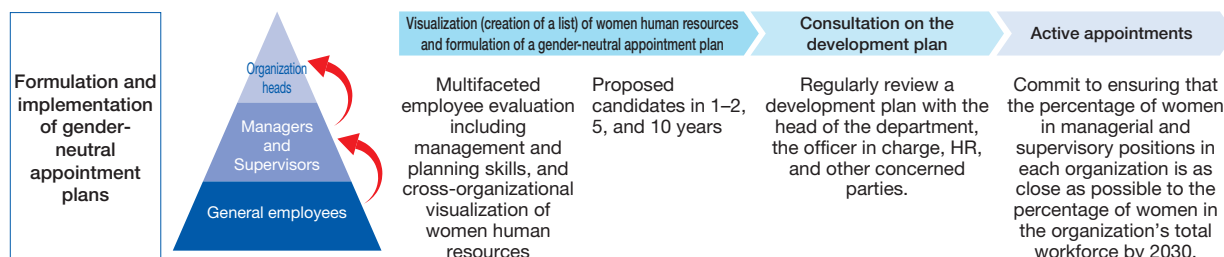 Formulation and
implementation
of gender-
neutral
appointment
plans
Organization
heads
Managers
and
Supervisors
General employees
Visualization (creation of a list) of women human resources
and formulation of a gender-neutral appointment plan
Multifaceted
employee evaluation
including
management and
planning skills, and
cross-organizational
visualization of
women human
resources
Proposed
candidates in 1–2,
5, and 10 years
Consultation on the
development plan
Regularly review a
development plan with the
head of the department,
the officer in charge, HR,
and other concerned
parties.
Active appointments
Commit to ensuring that
the percentage of women
in managerial and
supervisory positions in
each organization is as
close as possible to the
percentage of women in
the organization’s total
workforce by 2030.